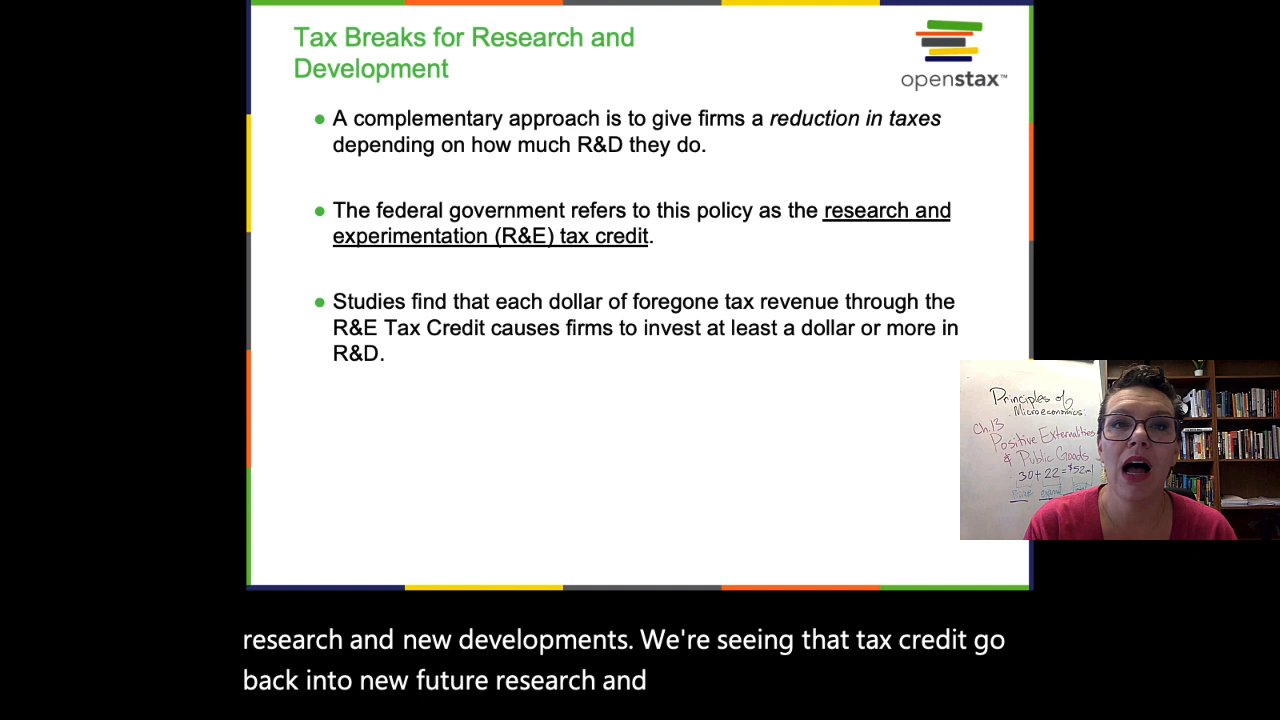 Tax Breaks for Research and
Development
openstax™
● A complementary approach is to give firms a reduction in taxes
depending on how much R&D they do.
● The federal government refers to this policy as the research and
experimentation (R&E) tax credit.
● Studies find that each dollar of foregone tax revenue through the
R&E Tax Credit causes firms to invest at least a dollar or more in
R&D.
Principles of
Microeconomics:
Ch.13
Positive Externalities
& Public Goods
30+22=$52
research and new developments. We're seeing that tax credit go
back into new future research and